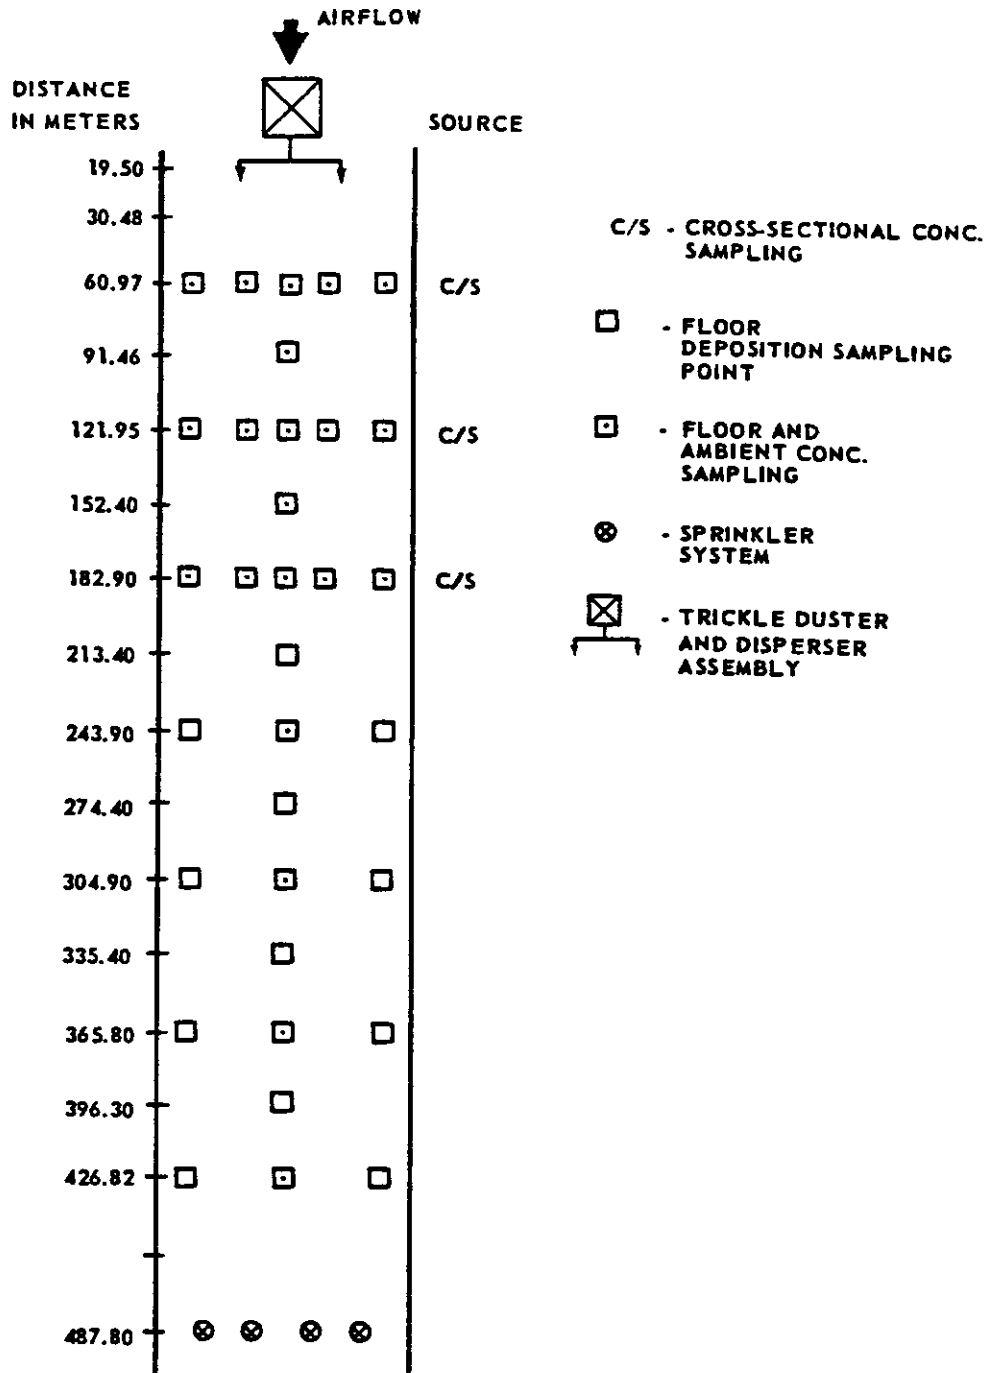 AIRFLOW
DISTANCE
IN METERS
SOURCE
19.50
30.48
60.97
C/S
91.46
121.95
C/S
152.40
182.90
C/S
213.40
243.90
274.40
304.90
335.40
365.80
396.30
426.82
487.80
C/S - CROSS-SECTIONAL CONC.
SAMPLING
- FLOOR
DEPOSITION SAMPLING
POINT
- FLOOR AND
AMBIENT CONC.
SAMPLING
- SPRINKLER
SYSTEM
- TRICKLE DUSTER
AND DISPERSER
ASSEMBLY